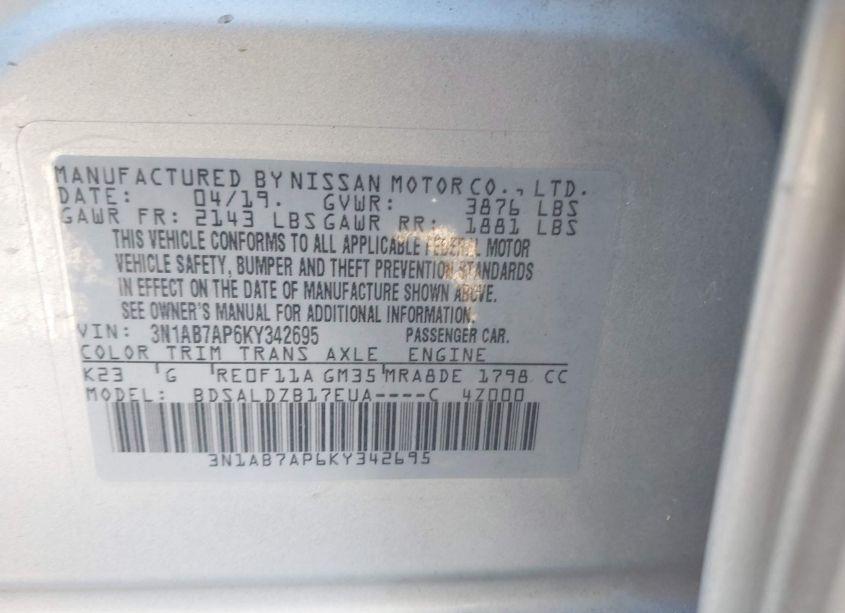 MANUFACTURED BY NISSAN MOTOR CO., LTD.
DATE: 04/19. GVWR: 3876 LBS
GAWR FR: 2143 LBS GAWR RR: 1881 LBS
THIS VEHICLE CONFORMS TO ALL APPLICABLE FEDERAL MOTOR
VEHICLE SAFETY, BUMPER AND THEFT PREVENTION STANDARDS
IN EFFECT ON THE DATE OF MANUFACTURE SHOWN ABOVE.
SEE OWNER'S MANUAL FOR ADDITIONAL INFORMATION.
VIN: 3N1AB7AP6KY342695 PASSENGER CAR.
COLOR TRIM TRANS AXLE ENGINE
K23 G RE0F11A GM35 MRA8DE 1798 CC
MODEL: BDSALDZB17EUA----C 4Z000
3N1AB7AP6KY342695